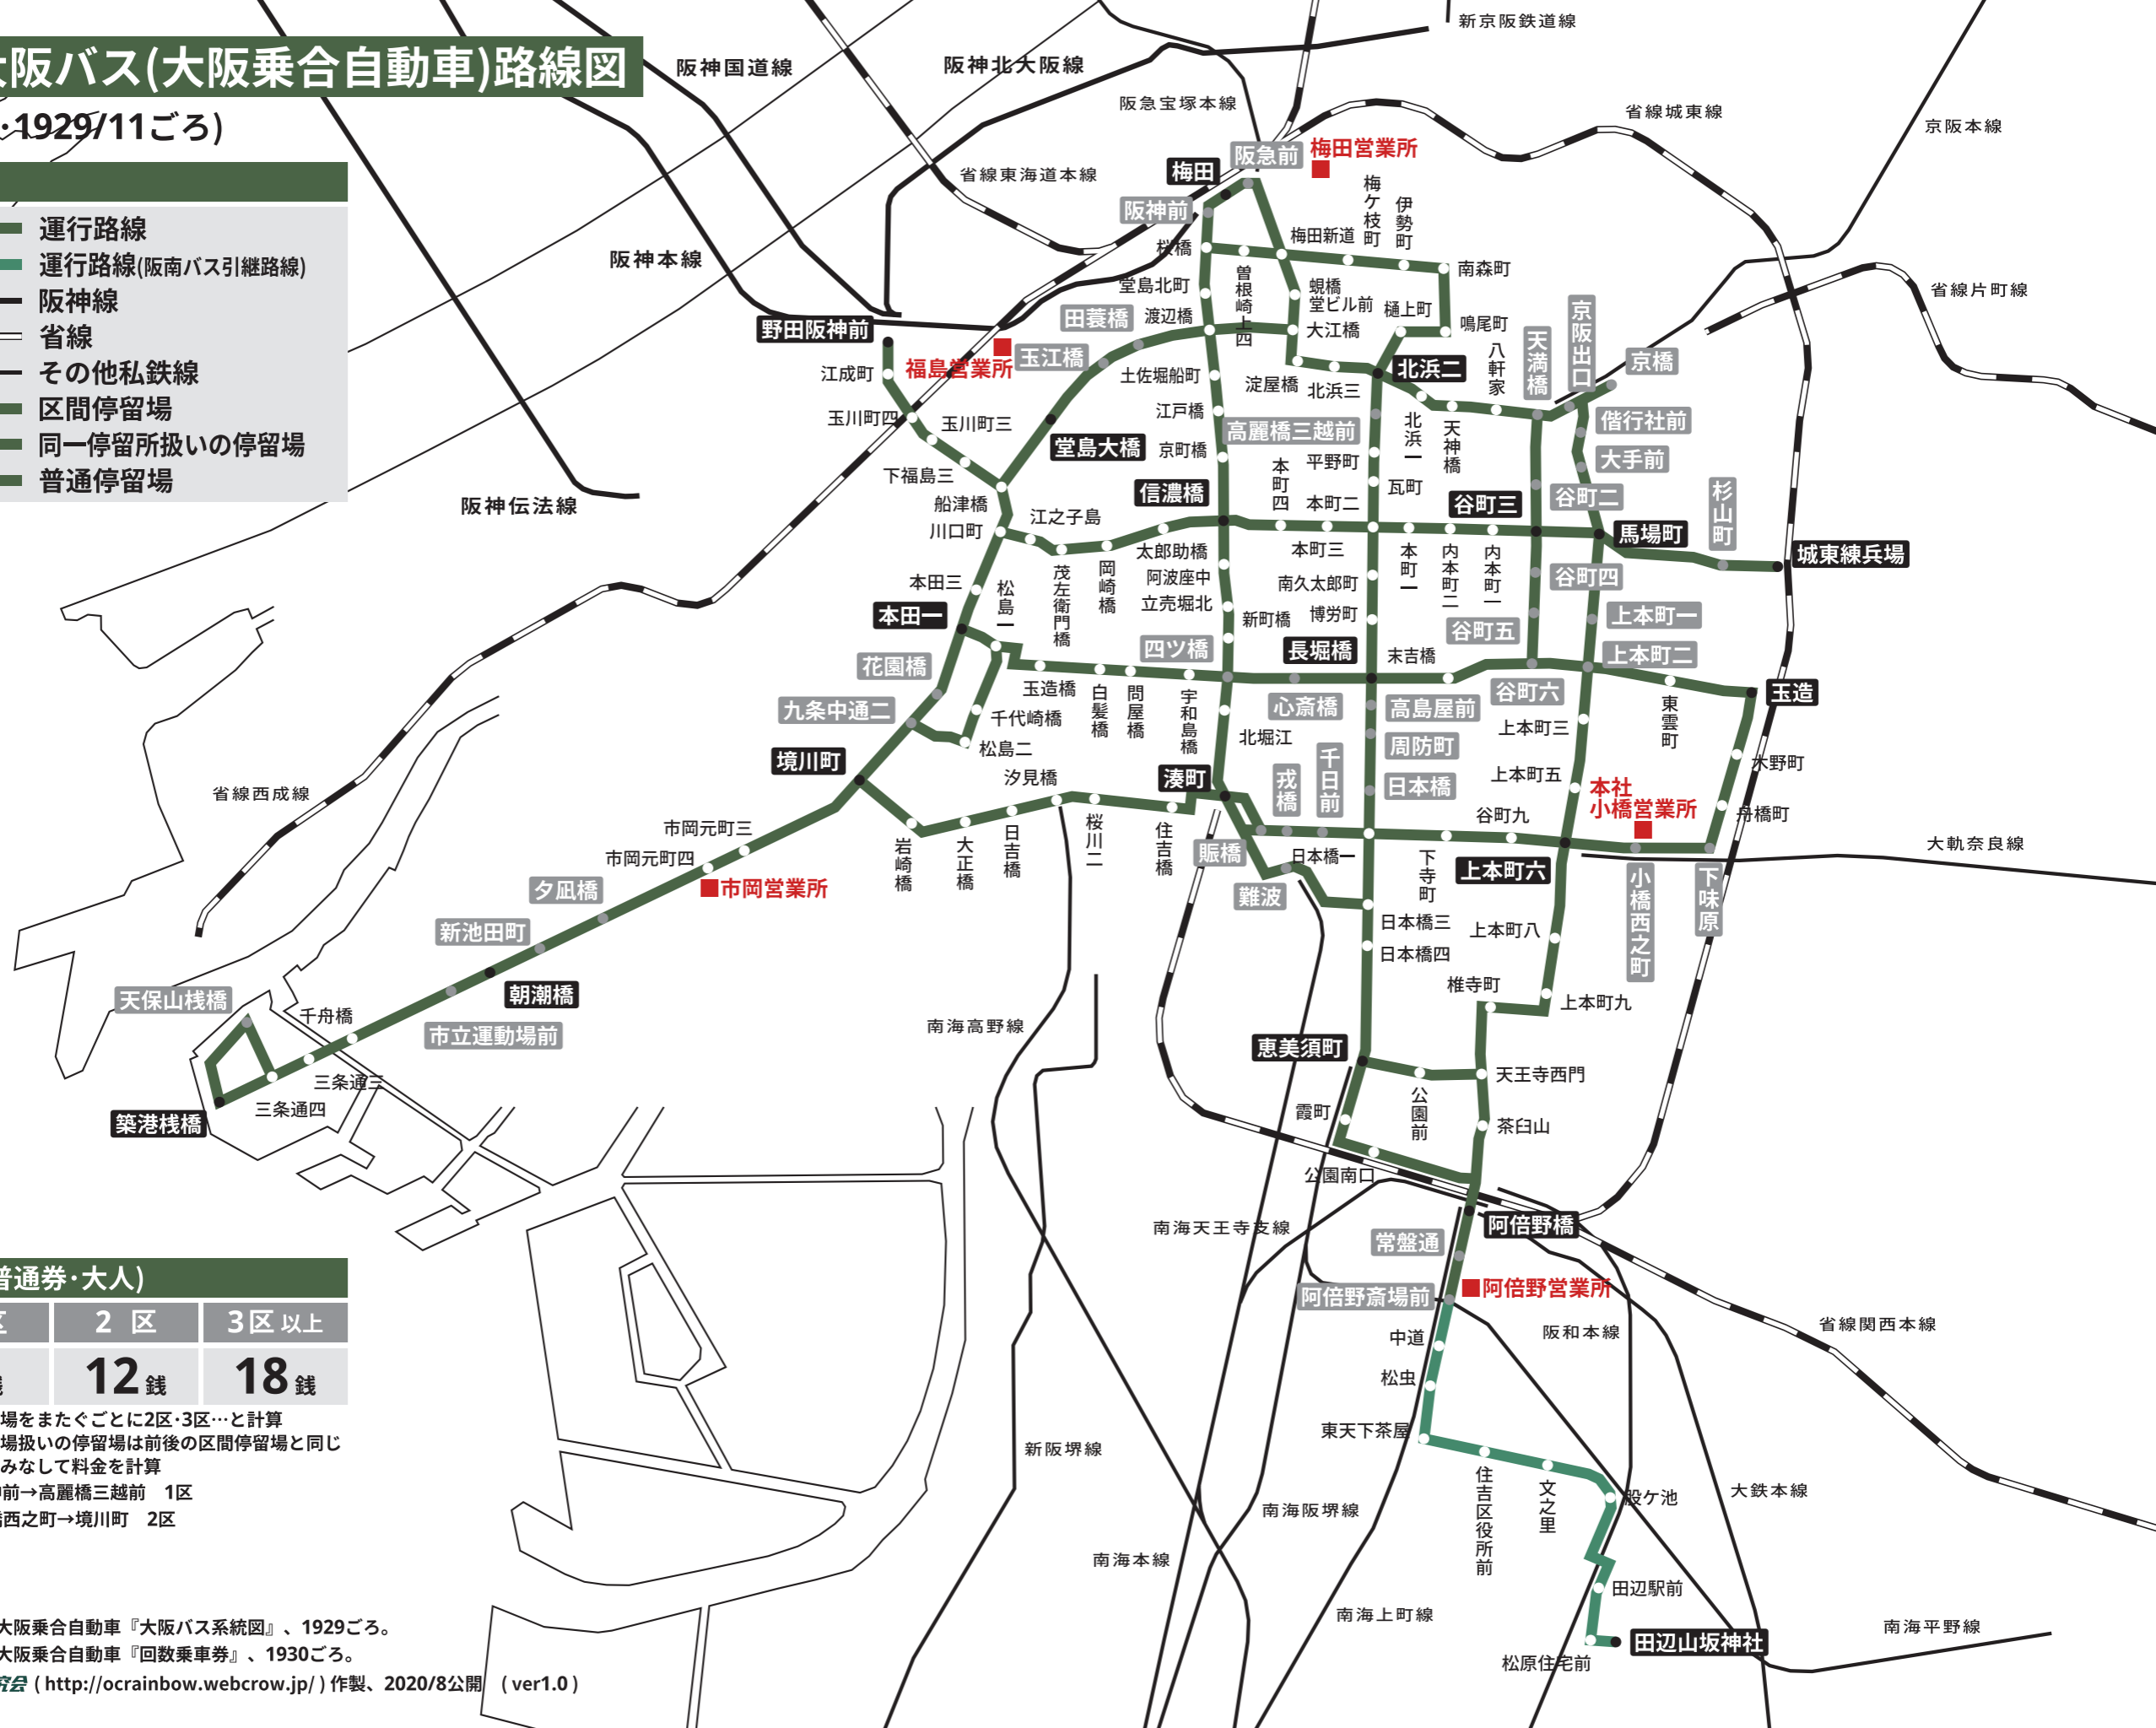 大阪バス(大阪乗合自動車)路線図
･1929/11ごろ)
運行路線
運行路線(阪南バス引継路線)
阪神線
省線
その他私鉄線
区間停留場
同一停留所扱いの停留場
普通停留場
阪神国道線
阪神北大阪線
新京阪鉄道線
阪急宝塚本線
省線城東線
京阪本線
省線東海道本線
阪神本線
省線片町線
阪神伝法線
省線西成線
大軌奈良線
南海高野線
南海天王寺支線
新阪堺線
南海阪堺線
南海本線
南海上町線
阪和本線
大鉄本線
省線関西本線
南海平野線
梅田営業所
福島営業所
市岡営業所
本社
小橋営業所
阿倍野営業所
梅田
阪急前
阪神前
桜橋
梅田新道
梅ケ枝町
伊勢町
南森町
曽根崎上四
蜆橋
堂ビル前
堂島北町
樋上町
鳴尾町
野田阪神前
田蓑橋
渡辺橋
大江橋
玉江橋
江成町
土佐堀船町
淀屋橋
北浜三
北浜二
八軒家
天満橋
京阪出口
京橋
玉川町四
玉川町三
江戸橋
高麗橋三越前
北浜一
天神橋
偕行社前
堂島大橋
京町橋
平野町
大手前
下福島三
船津橋
信濃橋
本町四
本町二
瓦町
谷町三
谷町二
杉山町
川口町
江之子島
馬場町
城東練兵場
太郎助橋
本町三
本町一
内本町二
内本町一
本田三
松島一
茂左衛門橋
岡崎橋
阿波座中
南久太郎町
谷町四
本田一
立売堀北
新町橋
博労町
上本町一
花園橋
四ツ橋
長堀橋
末吉橋
谷町五
上本町二
玉造橋
白髪橋
問屋橋
宇和島橋
心斎橋
高島屋前
谷町六
東雲町
玉造
九条中通二
千代崎橋
松島二
北堀江
周防町
上本町三
境川町
汐見橋
湊町
戎橋
千日前
日本橋
上本町五
木野町
市岡元町三
岩崎橋
大正橋
日吉橋
桜川二
住吉橋
谷町九
舟橋町
市岡元町四
賑橋
日本橋一
下寺町
上本町六
小橋西之町
下味原
夕凪橋
難波
新池田町
日本橋三
上本町八
日本橋四
天保山桟橋
朝潮橋
椎寺町
上本町九
千舟橋
市立運動場前
恵美須町
三条通三
天王寺西門
三条通四
築港桟橋
霞町
公園前
茶臼山
公園南口
阿倍野橋
常盤通
阿倍野斎場前
中道
松虫
東天下茶屋
住吉区役所前
文之里
股ケ池
田辺駅前
田辺山坂神社
松原住宅前
普通券･大人)
区
2 区
3区 以上
銭
12 銭
18 銭
場をまたぐごとに2区･3区…と計算
場扱いの停留場は前後の区間停留場と同じ
みなして料金を計算
前→高麗橋三越前　1区
橋西之町→境川町　2区
大阪乗合自動車『大阪バス系統図』、1929ごろ。
大阪乗合自動車『回数乗車券』、1930ごろ。
究会 ( http://ocrainbow.webcrow.jp/ ) 作製、2020/8公開　( ver1.0 )